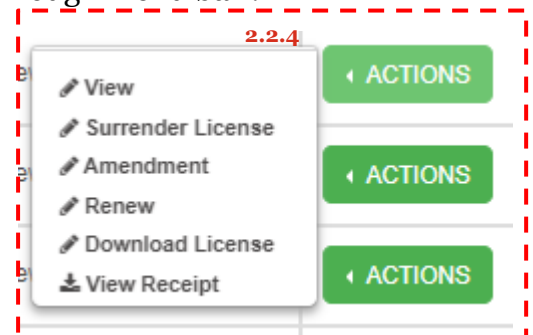 2.2.4
View
Surrender License
Amendment
Renew
Download License
View Receipt
ACTIONS
ACTIONS
ACTIONS